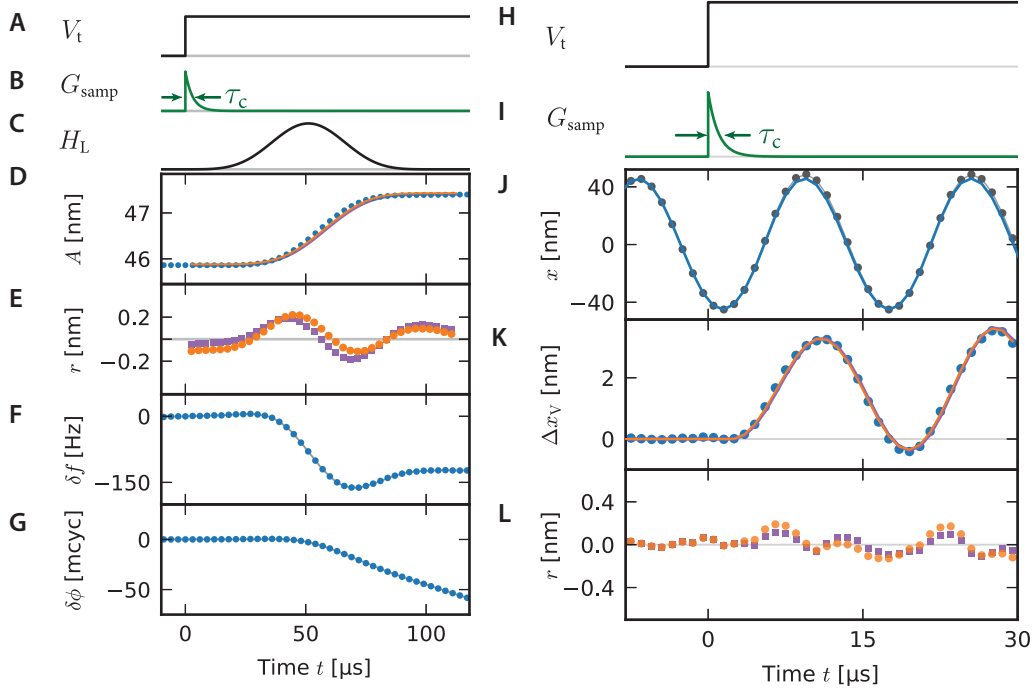 A
V_t
B
G_samp
τ_c
C
H_L
D
47
46
A [nm]
E
0.2
−0.2
r [nm]
F
0
−150
δf [Hz]
G
0
−50
δϕ [mcyc]
0
50
100
Time t [µs]
H
V_t
I
G_samp
τ_c
J
40
0
−40
x [nm]
K
2
0
Δx_V [nm]
L
0.4
0.0
−0.4
r [nm]
0
15
30
Time t [µs]